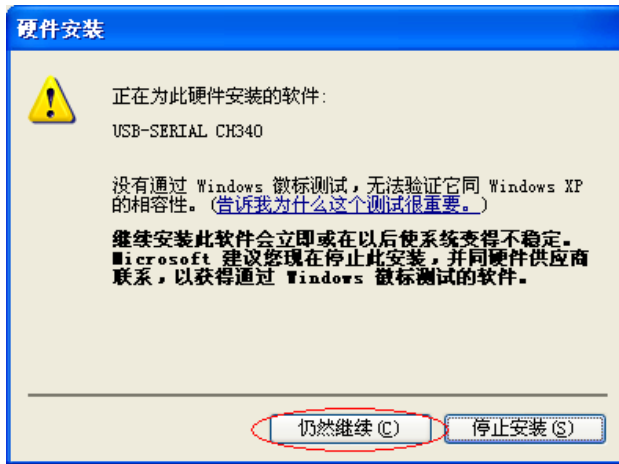 硬件安装
正在为此硬件安装的软件:
USB-SERIAL CH340
没有通过 Windows 徽标测试，无法验证它同 Windows XP
的相容性。(告诉我为什么这个测试很重要。)
继续安装此软件会立即或在以后使系统变得不稳定。
Microsoft 建议您现在停止此安装，并同硬件供应商
联系，以获得通过 Windows 徽标测试的软件。
仍然继续(C)
停止安装(S)